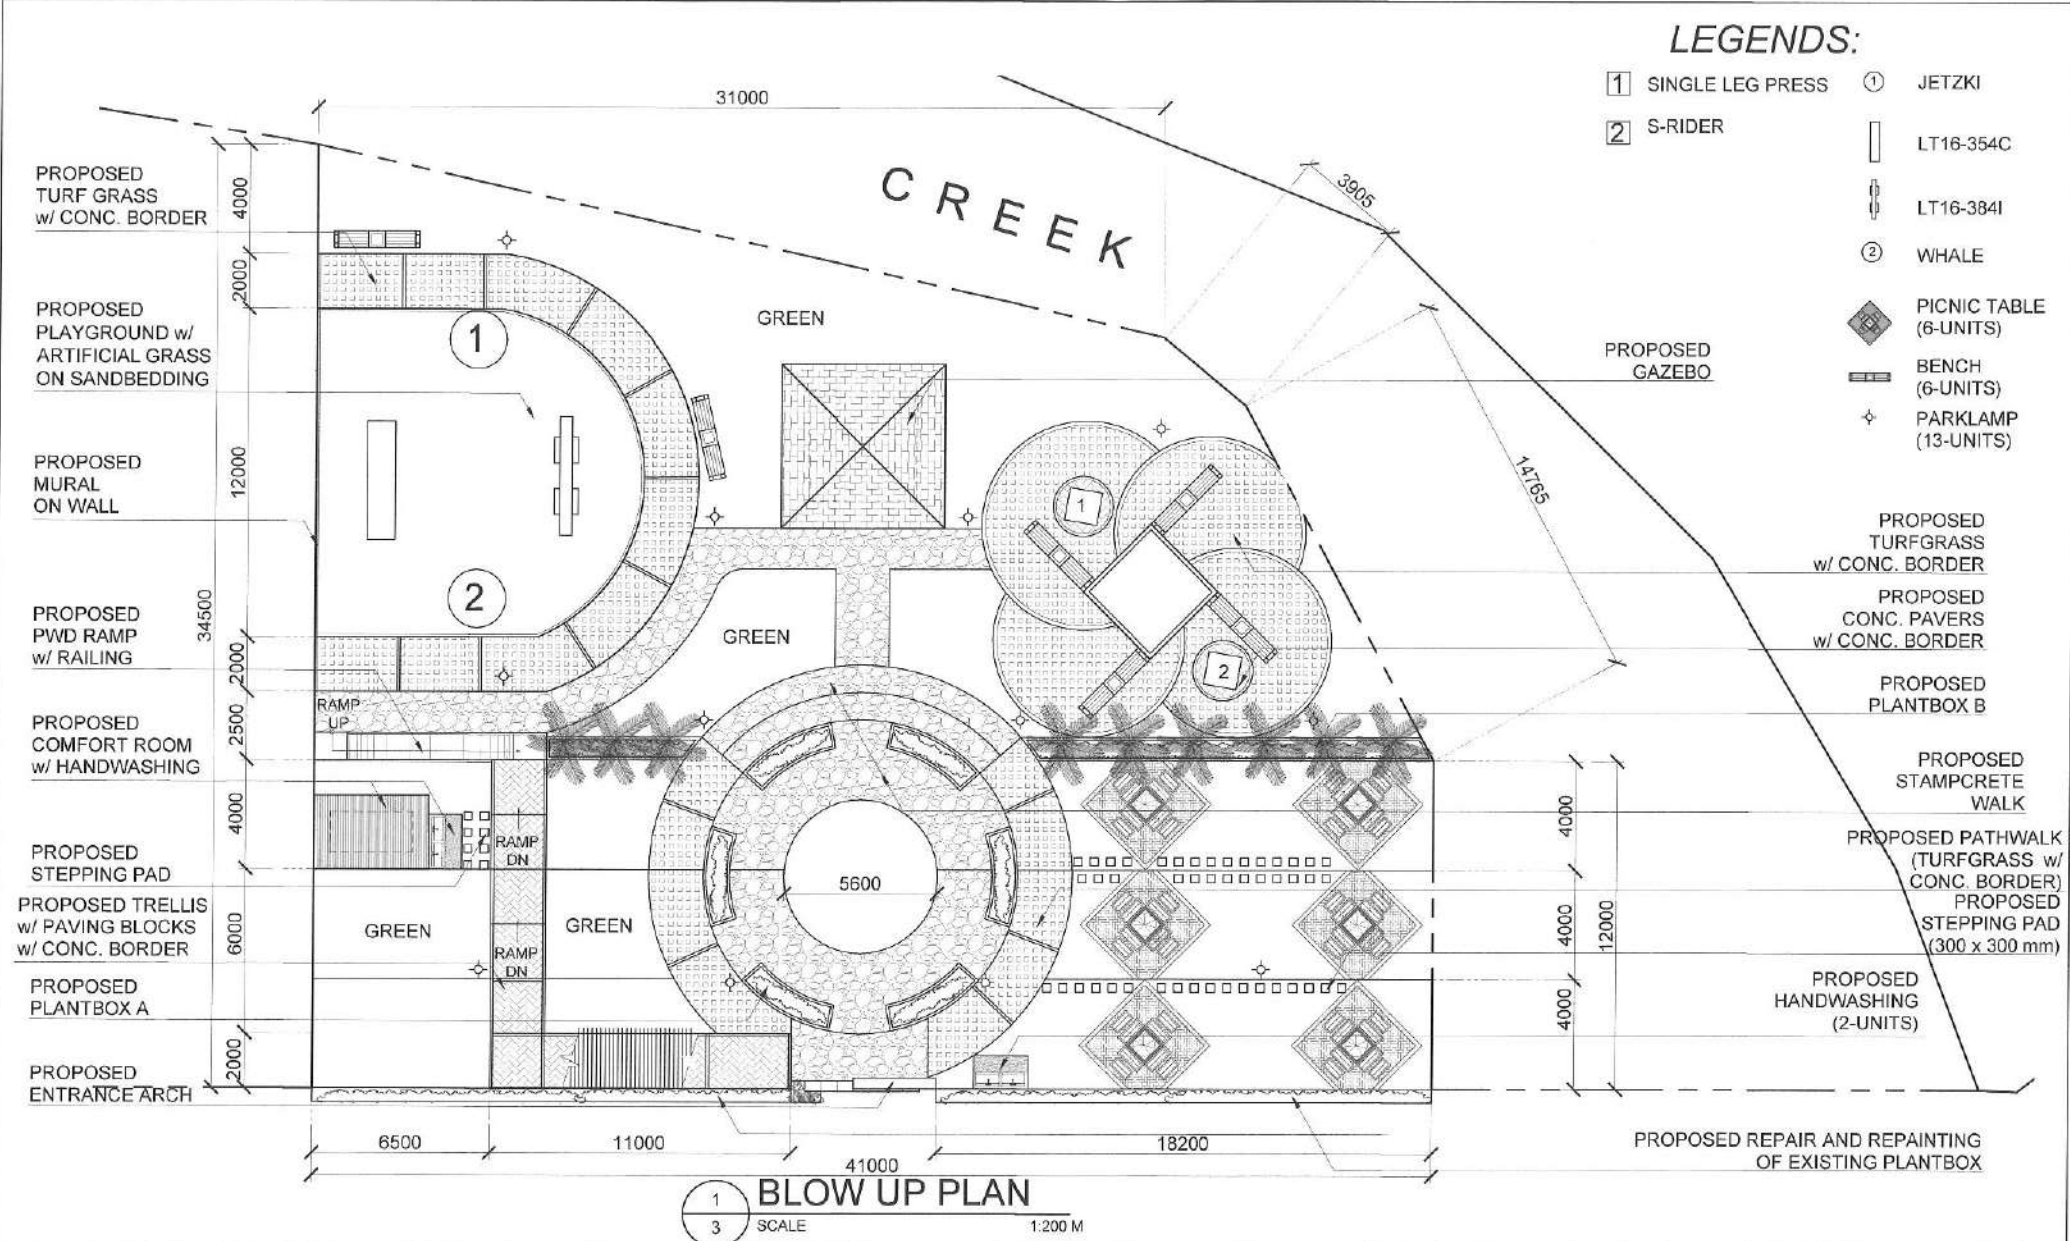 LEGENDS:
1 SINGLE LEG PRESS
2 S-RIDER
1 JETZKI
LT16-354C
LT16-384I
2 WHALE
PICNIC TABLE
(6-UNITS)
BENCH
(6-UNITS)
PARKLAMP
(13-UNITS)
31000
CREEK
3905
14765
PROPOSED
TURF GRASS
w/ CONC. BORDER
PROPOSED
PLAYGROUND w/
ARTIFICIAL GRASS
ON SANDBEDDING
PROPOSED
MURAL
ON WALL
PROPOSED
PWD RAMP
w/ RAILING
PROPOSED
COMFORT ROOM
w/ HANDWASHING
PROPOSED
STEPPING PAD
PROPOSED TRELLIS
w/ PAVING BLOCKS
w/ CONC. BORDER
PROPOSED
PLANTBOX A
PROPOSED
ENTRANCE ARCH
34500
4000
2000
12000
2000
2500
4000
6000
2000
1
2
GREEN
GREEN
1
2
RAMP
UP
RAMP
DN
RAMP
DN
GREEN
GREEN
5600
4000
4000
4000
12000
PROPOSED
GAZEBO
PROPOSED
TURFGRASS
w/ CONC. BORDER
PROPOSED
CONC. PAVERS
w/ CONC. BORDER
PROPOSED
PLANTBOX B
PROPOSED
STAMPCRETE
WALK
PROPOSED PATHWALK
(TURFGRASS w/
CONC. BORDER)
PROPOSED
STEPPING PAD
(300 x 300 mm)
PROPOSED
HANDWASHING
(2-UNITS)
PROPOSED REPAIR AND REPAINTING
OF EXISTING PLANTBOX
6500
11000
18200
41000
1
3
BLOW UP PLAN
SCALE 1:200 M